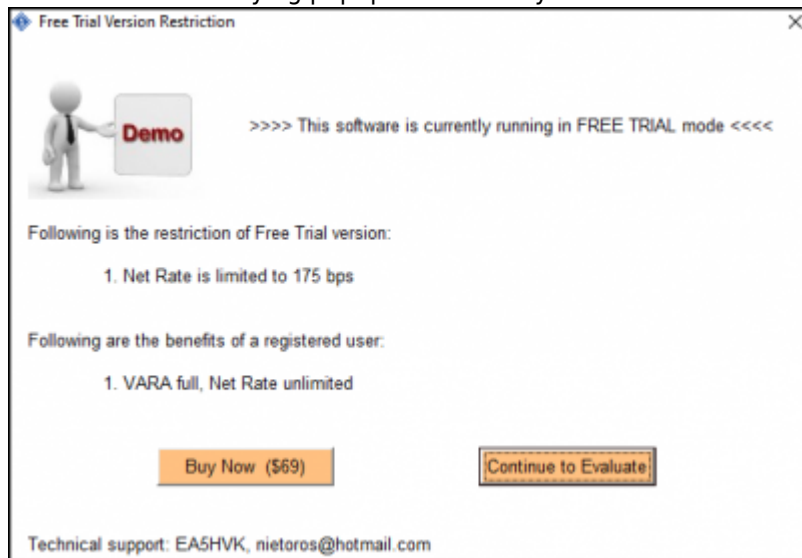 Free Trial Version Restriction
Demo
>>>> This software is currently running in FREE TRIAL mode <<<<
Following is the restriction of Free Trial version:
1. Net Rate is limited to 175 bps
Following are the benefits of a registered user:
1. VARA full, Net Rate unlimited
Buy Now ($69)
Continue to Evaluate
Technical support: EA5HVK, nietoros@hotmail.com